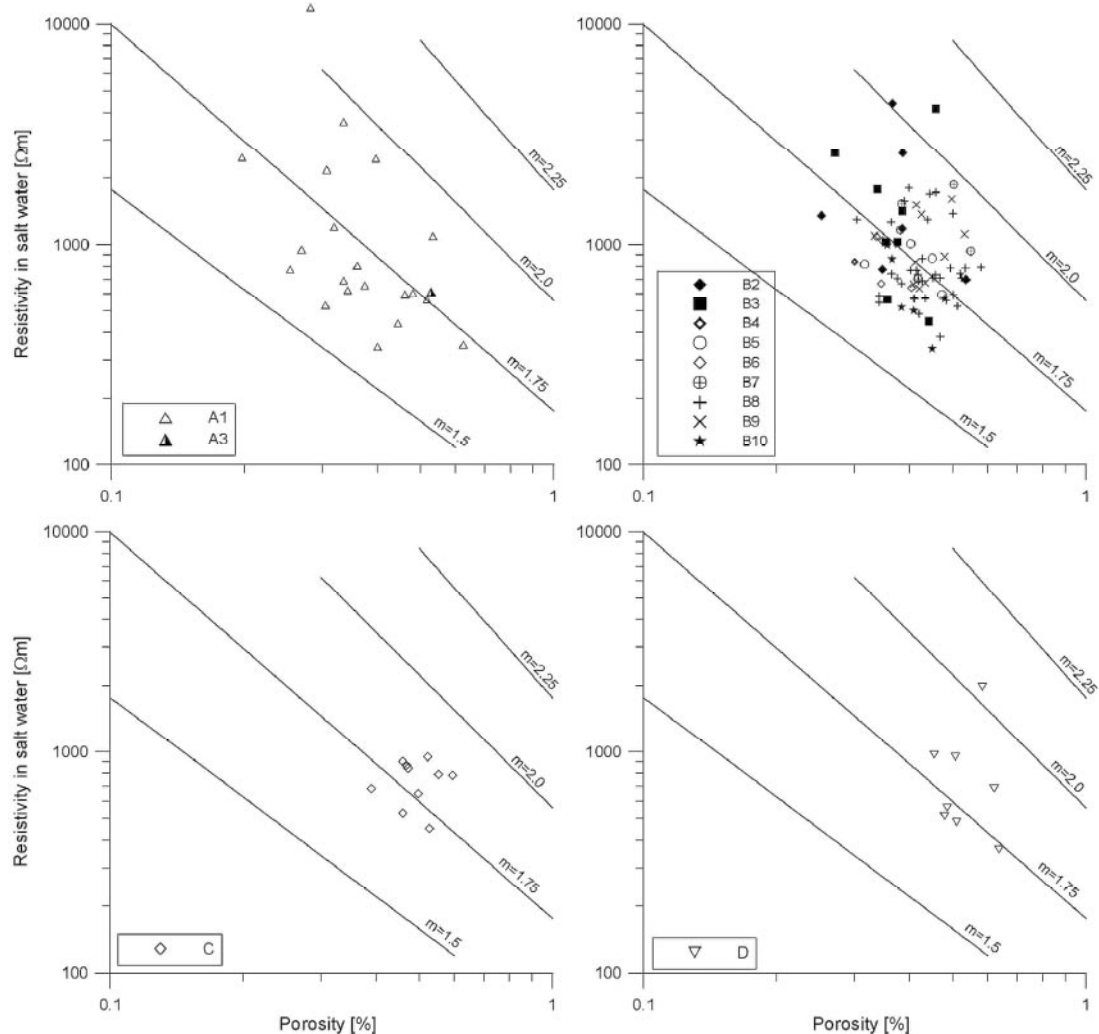 10000
1000
100
0.1
1
Resistivity in salt water [Ωm]
m=2.25
m=2.0
m=1.75
m=1.5
A1
A3
10000
1000
100
0.1
1
m=2.25
m=2.0
m=1.75
m=1.5
B2
B3
B4
B5
B6
B7
B8
B9
B10
10000
1000
100
0.1
1
Resistivity in salt water [Ωm]
Porosity [%]
m=2.25
m=2.0
m=1.75
m=1.5
C
10000
1000
100
0.1
1
Porosity [%]
m=2.25
m=2.0
m=1.75
m=1.5
D